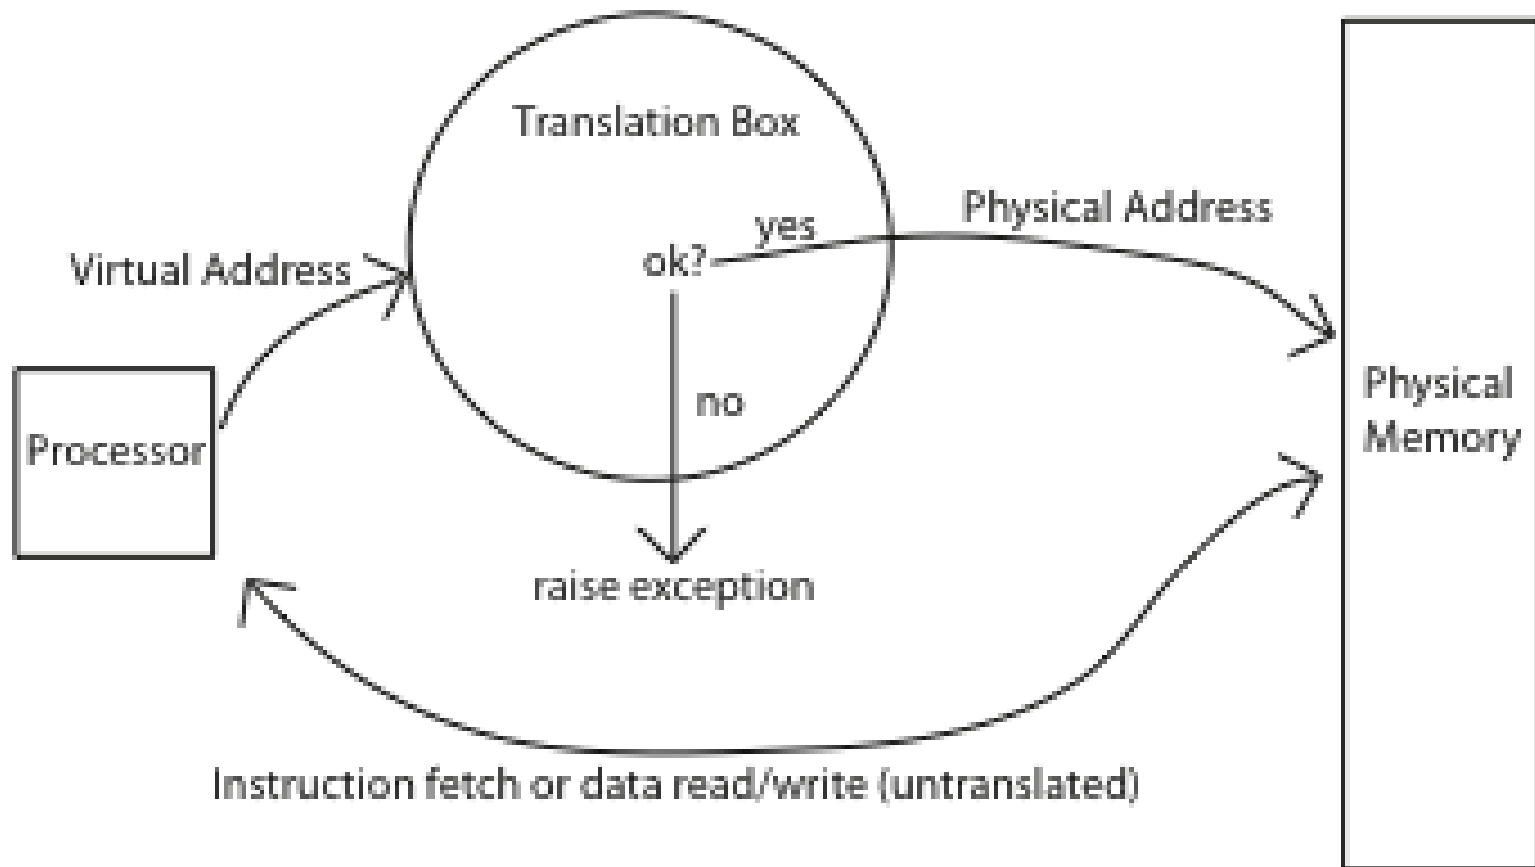 Translation Box
Physical Address
yes
Virtual Address
ok?
no
Physical
Memory
Processor
raise exception
Instruction fetch or data read/write (untranslated)